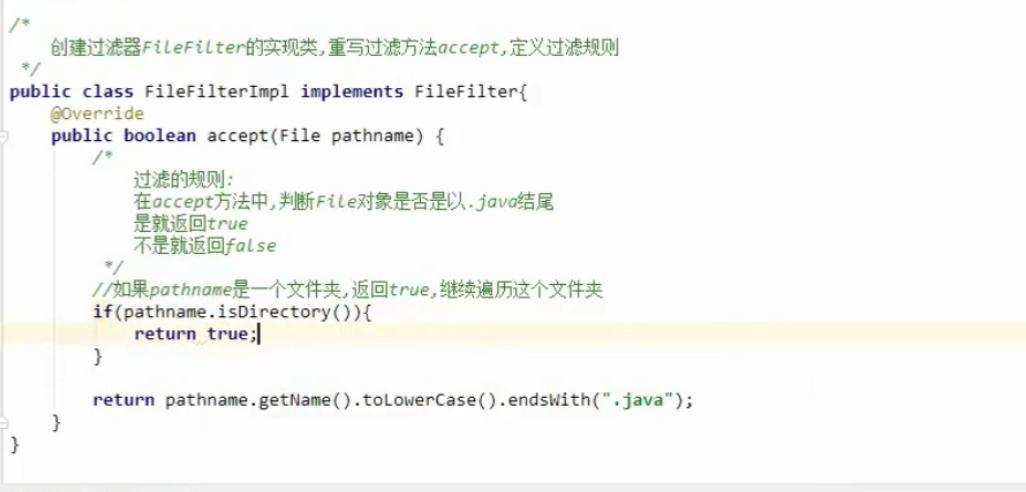 /*
创建过滤器FileFilter的实现类,重写过滤方法accept,定义过滤规则
*/
public class FileFilterImpl implements FileFilter{
@Override
public boolean accept(File pathname) {
/*
过滤的规则:
在accept方法中,判断File对象是否是以.java结尾
是就返回true
不是就返回false
*/
//如果pathname是一个文件夹,返回true,继续遍历这个文件夹
if(pathname.isDirectory()){
return true;
}
return pathname.getName().toLowerCase().endsWith(".java");
}
}